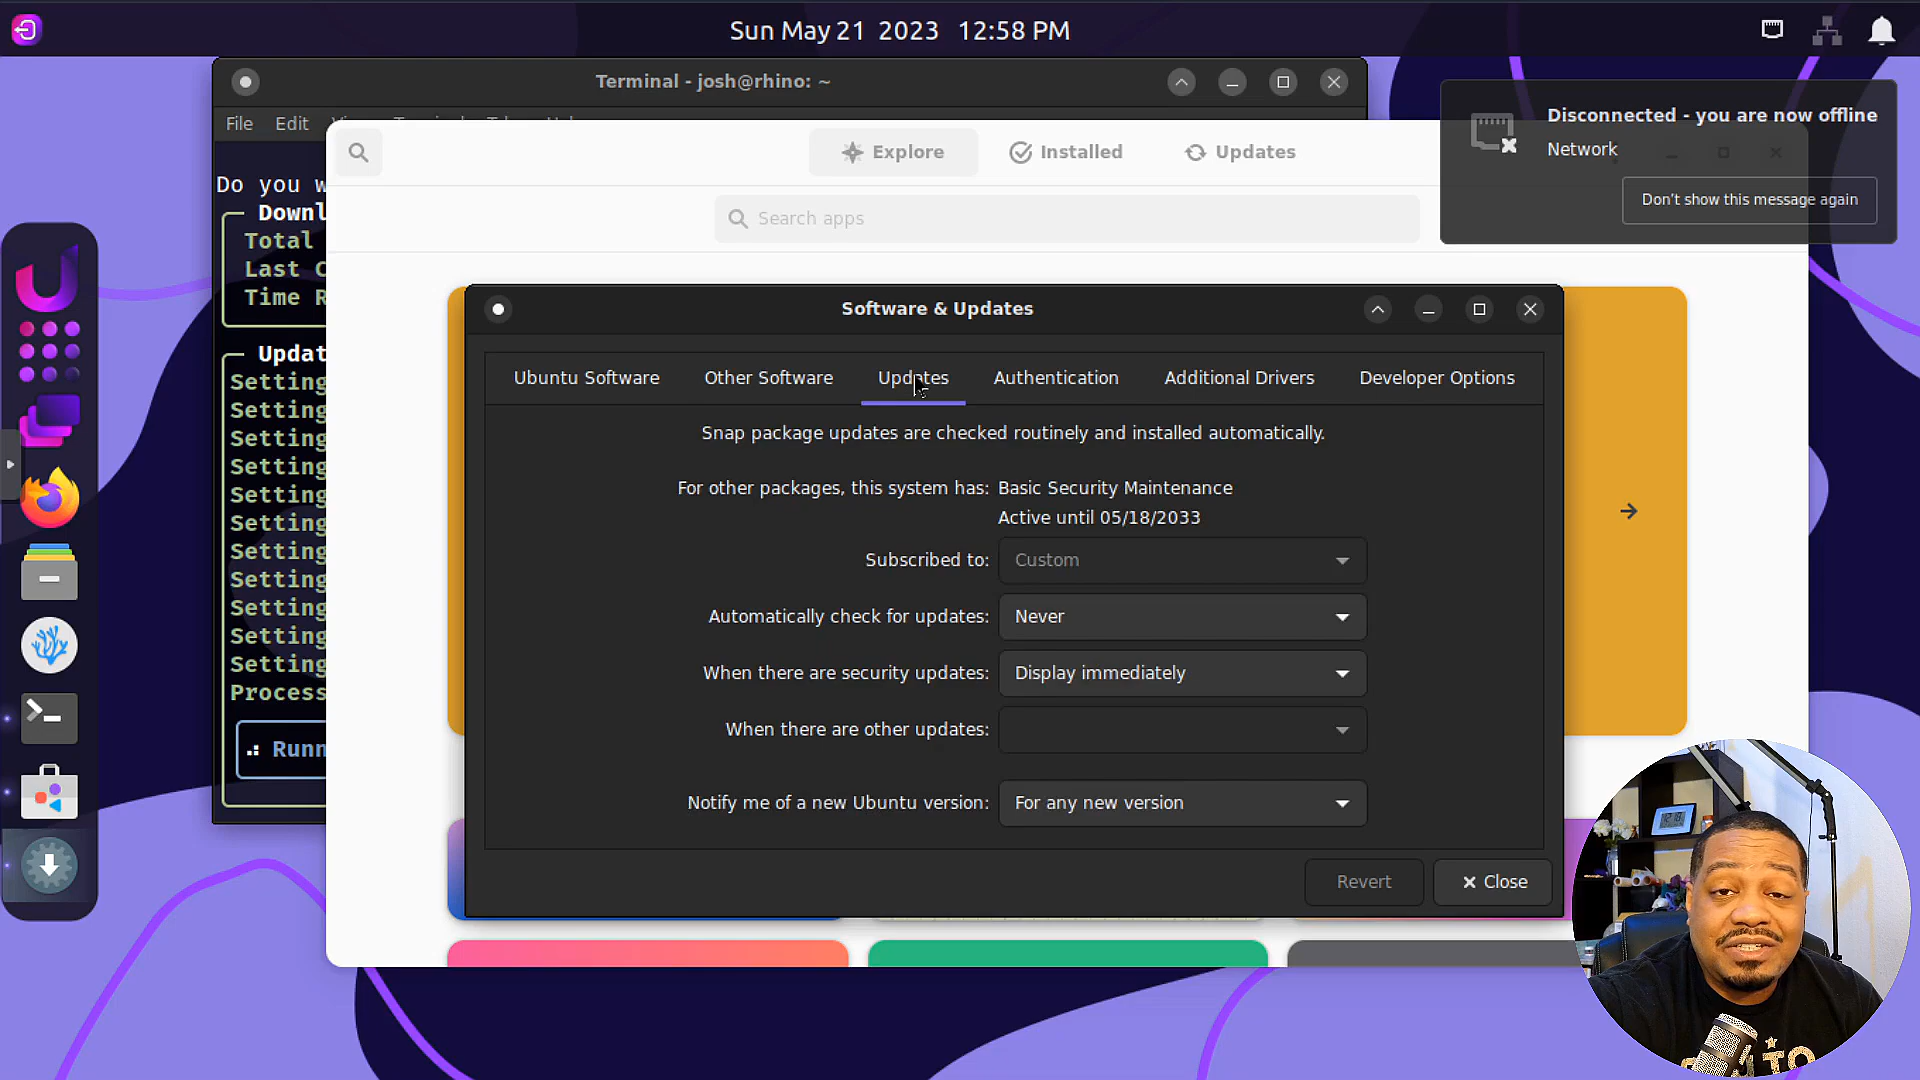 Sun May 21 2023 12:58 PM
Terminal - josh@rhino: ~
File Edit
Explore
Installed
Updates
Search apps
Disconnected - you are now offline
Network
Don't show this message again
Do you w
Downl
Total
Last C
Time R
Updat
Setting
Setting
Setting
Setting
Setting
Setting
Setting
Setting
Setting
Setting
Setting
Process
Runn
Software & Updates
Ubuntu Software
Other Software
Updates
Authentication
Additional Drivers
Developer Options
Snap package updates are checked routinely and installed automatically.
For other packages, this system has: Basic Security Maintenance
Active until 05/18/2033
Subscribed to: Custom
Automatically check for updates: Never
When there are security updates: Display immediately
When there are other updates:
Notify me of a new Ubuntu version: For any new version
Revert
Close